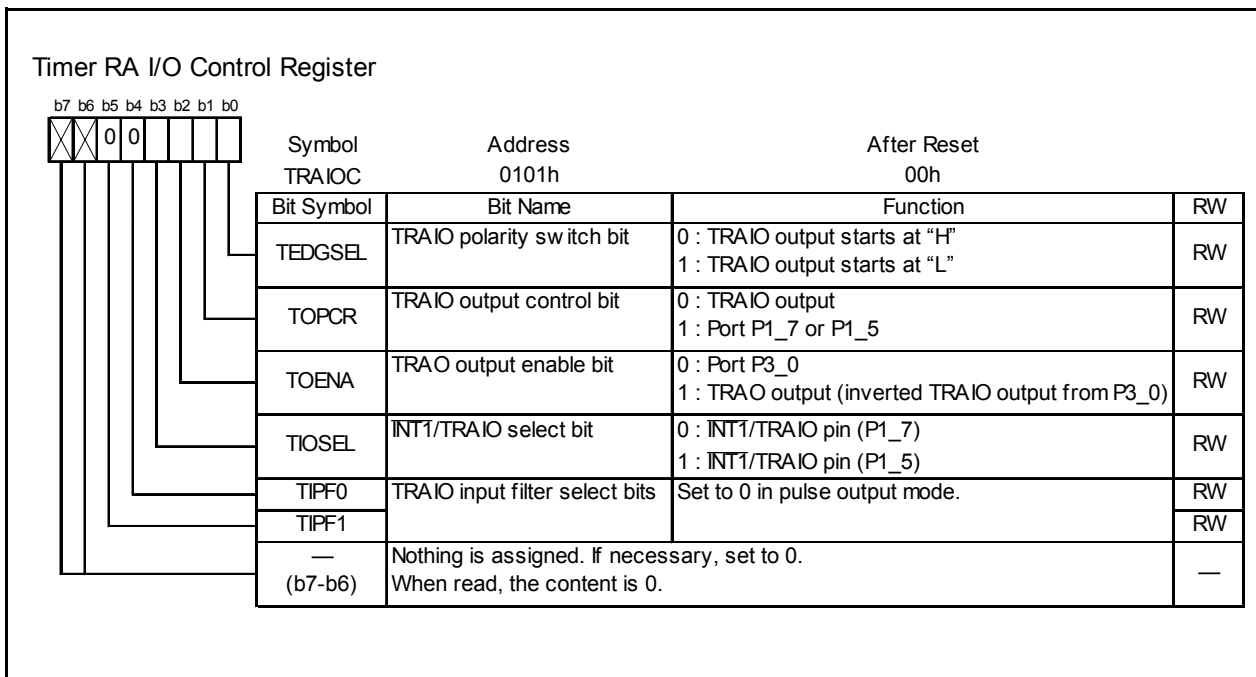 Timer RA I/O Control Register
b7 b6 b5 b4 b3 b2 b1 b0
0 0
Symbol Address After Reset
TRAIOC 0101h 00h
Bit Symbol Bit Name Function RW
TEDGSEL TRAIO polarity switch bit 0 : TRAIO output starts at “H” RW
1 : TRAIO output starts at “L”
TOPCR TRAIO output control bit 0 : TRAIO output RW
1 : Port P1_7 or P1_5
TOENA TRAO output enable bit 0 : Port P3_0 RW
1 : TRAO output (inverted TRAIO output from P3_0)
TIOSEL INT1/TRAIO select bit 0 : INT1/TRAIO pin (P1_7) RW
1 : INT1/TRAIO pin (P1_5)
TIPF0 TRAIO input filter select bits Set to 0 in pulse output mode. RW
TIPF1 RW
— Nothing is assigned. If necessary, set to 0. —
(b7-b6) When read, the content is 0.